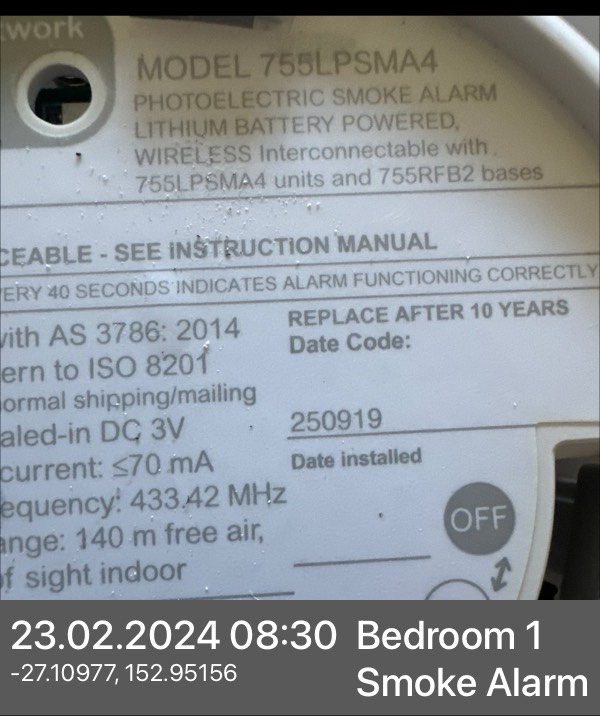 twork
MODEL 755LPSMA4
PHOTOELECTRIC SMOKE ALARM
LITHIUM BATTERY POWERED,
WIRELESS Interconnectable with
755LPSMA4 units and 755RFB2 bases
CEABLE - SEE INSTRUCTION MANUAL
VERY 40 SECONDS INDICATES ALARM FUNCTIONING CORRECTLY
with AS 3786: 2014
ern to ISO 8201
ormal shipping/mailing
aled-in DC 3V
current: ≤70 mA
equency: 433.42 MHz
ange: 140 m free air,
of sight indoor
REPLACE AFTER 10 YEARS
Date Code:
250919
Date installed
OFF
23.02.2024 08:30
-27.10977, 152.95156
Bedroom 1
Smoke Alarm